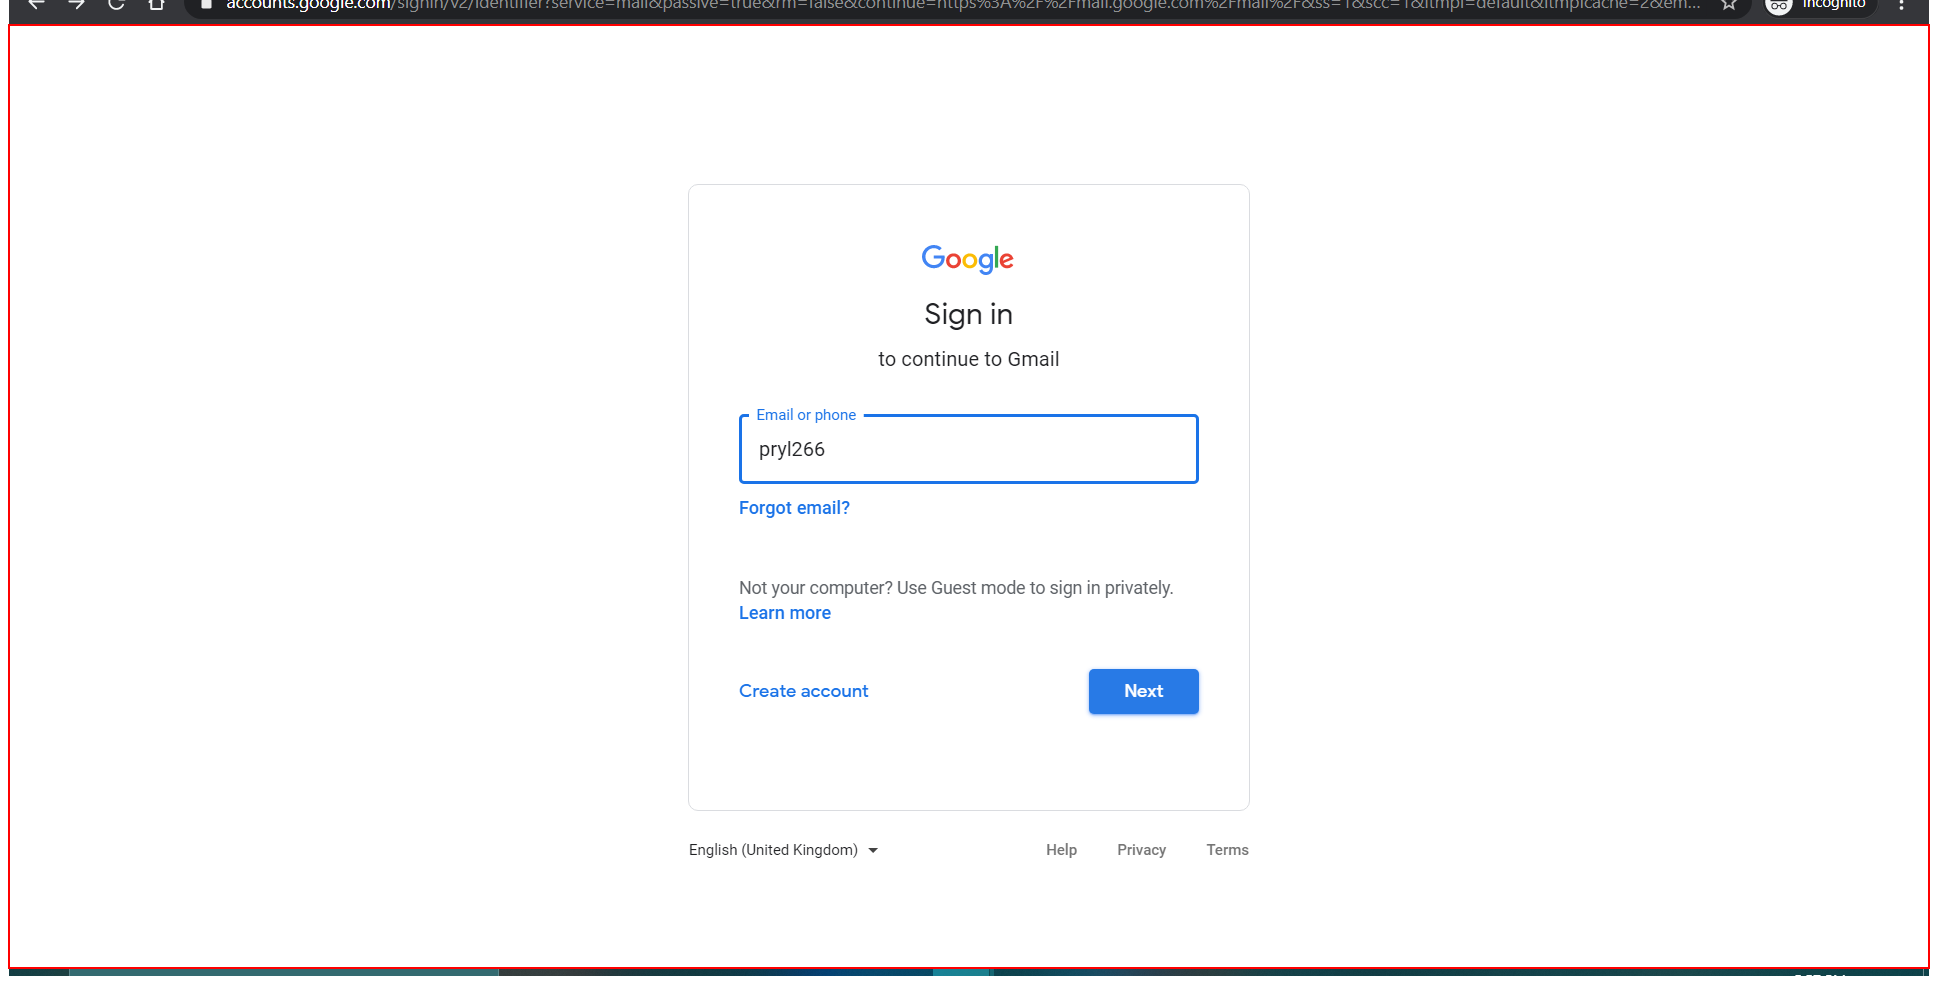 accounts.google.com/signin/v2/identifier?service=mail&passive=true&rm=false&continue=https%3A%2F%2Fmail.google.com%2Fmail%2F&ss=1&scc=1&ltmpl=default&ltmplcache=2&em...
Incognito
Google
Sign in
to continue to Gmail
Email or phone
pryl266
Forgot email?
Not your computer? Use Guest mode to sign in privately.
Learn more
Create account
Next
English (United Kingdom)
Help
Privacy
Terms